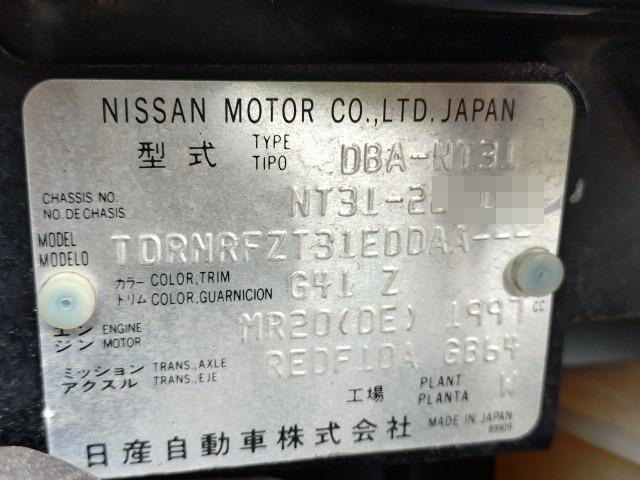 NISSAN MOTOR CO.,LTD. JAPAN
型式 TYPE TIPO DBA-NT31
CHASSIS NO. NO. DE CHASIS NT31-2
MODEL MODELO TDRNRFZT31EDDAA---
カラー COLOR,TRIM トリム COLOR,GUARNICION G41 Z
エンジン ENGINE MOTOR MR20(DE) 1997 CC
ミッション TRANS.,AXLE アクスル TRANS.,EJE RE0F10A GB64
工場 PLANT PLANTA W
日産自動車株式会社 MADE IN JAPAN
89909